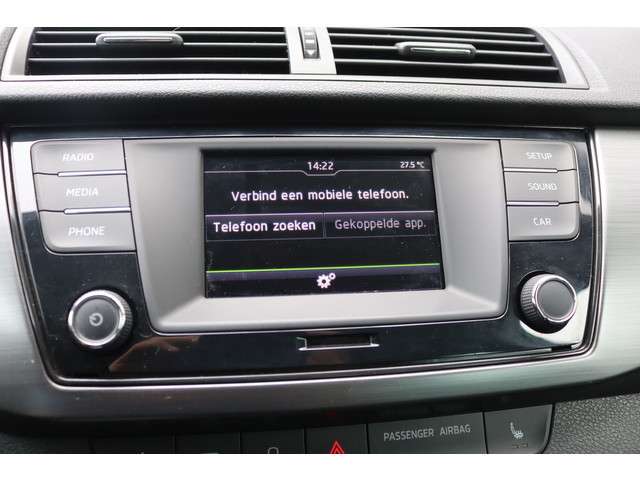 RADIO
MEDIA
PHONE
14:22 27.5 °C
Verbind een mobiele telefoon.
Telefoon zoeken Gekoppelde app.
SETUP
SOUND
CAR
PASSENGER AIRBAG